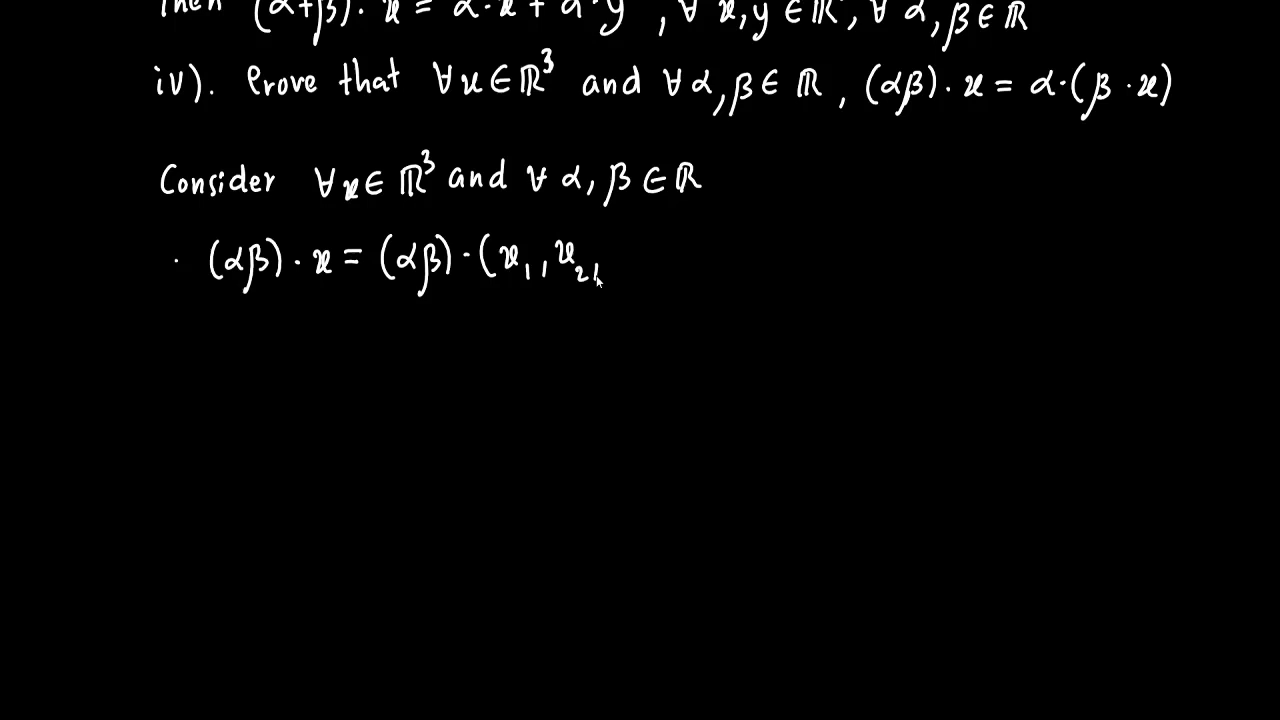 Then (α+β). x = α.x + α.y , ∀ x,y ∈ ℝ³, ∀ α, β ∈ ℝ
iv). Prove that ∀x ∈ ℝ³ and ∀α, β ∈ ℝ , (αβ). x = α.(β . x)
Consider ∀x ∈ ℝ³ and ∀ α, β ∈ ℝ
. (αβ) . x = (αβ) . (x₁, x₂,